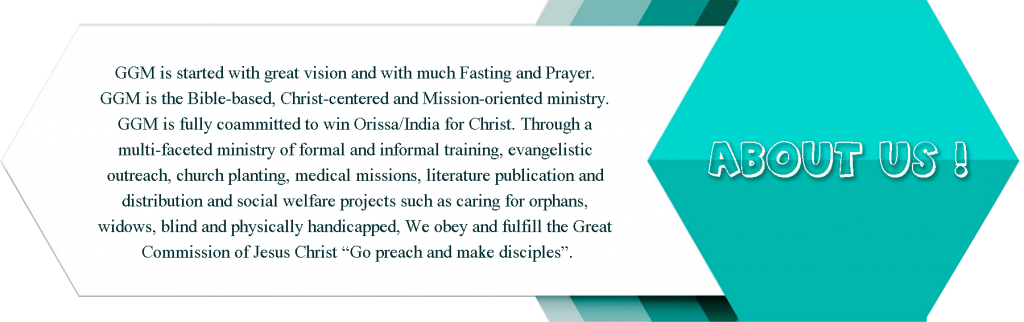 GGM is started with great vision and with much Fasting and Prayer.
GGM is the Bible-based, Christ-centered and Mission-oriented ministry.
GGM is fully coammitted to win Orissa/India for Christ. Through a
multi-faceted ministry of formal and informal training, evangelistic
outreach, church planting, medical missions, literature publication and
distribution and social welfare projects such as caring for orphans,
widows, blind and physically handicapped, We obey and fulfill the Great
Commission of Jesus Christ “Go preach and make disciples”.
ABOUT US !